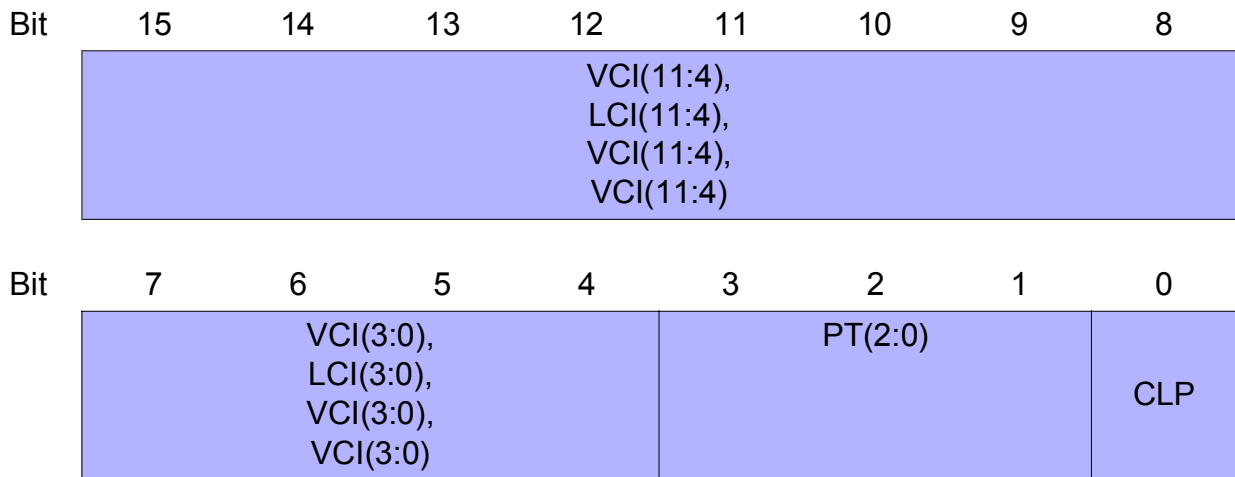 Bit 15 14 13 12 11 10 9 8
VCI(11:4),
LCI(11:4),
VCI(11:4),
VCI(11:4)
Bit 7 6 5 4 3 2 1 0
VCI(3:0), PT(2:0)
LCI(3:0),
CLP
VCI(3:0),
VCI(3:0)